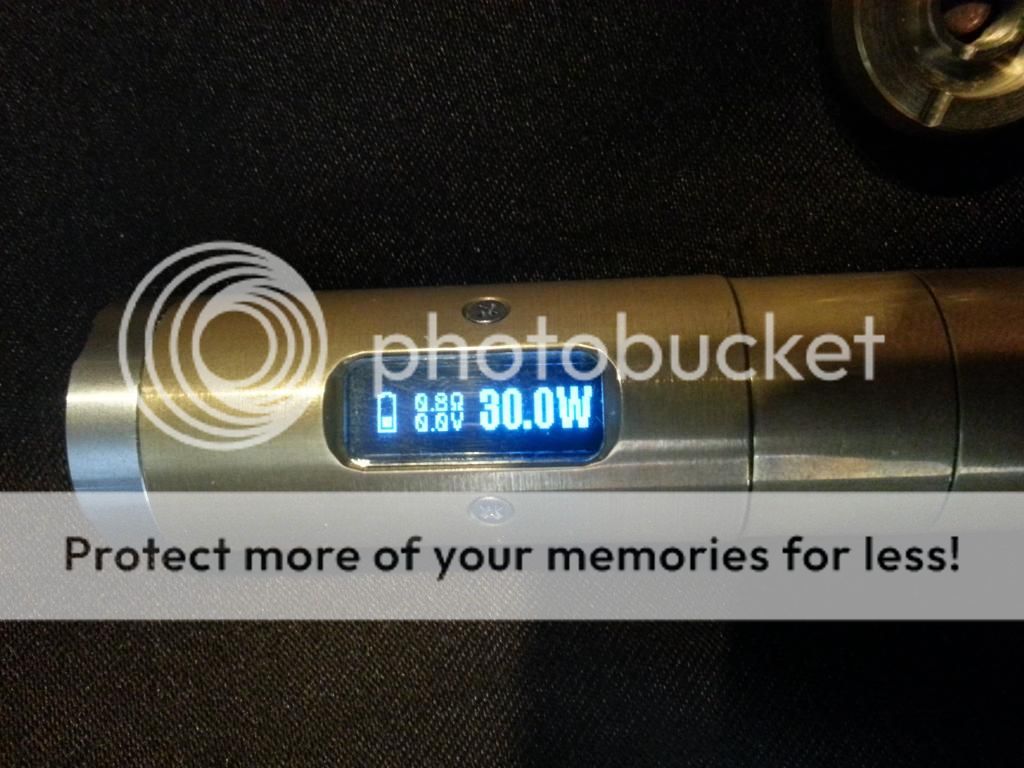 photobucket
0.8Ω
0.0V
30.0W
Protect more of your memories for less!